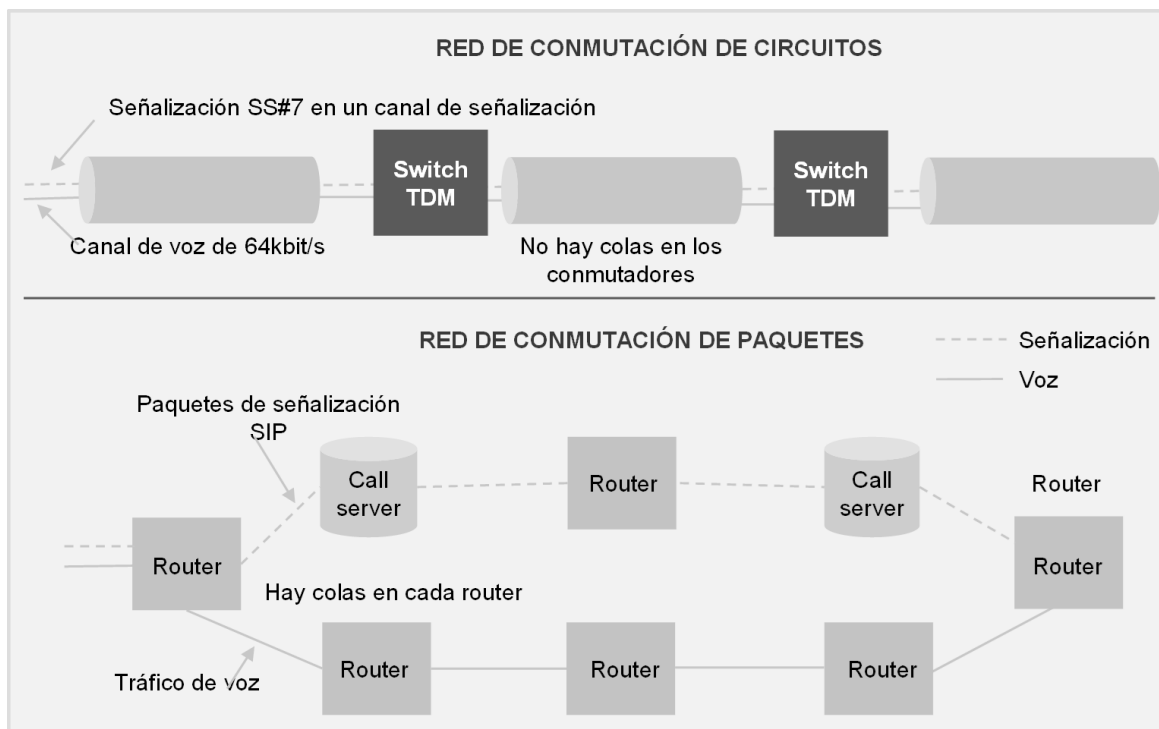 RED DE CONMUTACIÓN DE CIRCUITOS
Señalización SS#7 en un canal de señalización
Switch
TDM
Switch
TDM
Canal de voz de 64kbit/s
No hay colas en los
conmutadores
RED DE CONMUTACIÓN DE PAQUETES
Señalización
Voz
Paquetes de señalización
SIP
Call
server
Router
Call
server
Router
Router
Router
Hay colas en cada router
Router
Router
Router
Tráfico de voz